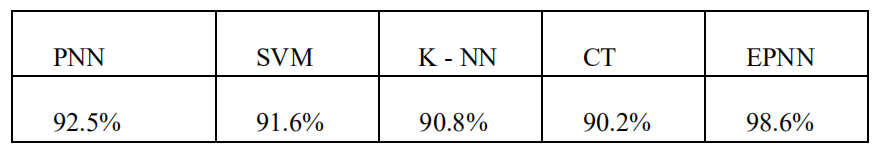 PNN SVM K - NN CT EPNN
92.5% 91.6% 90.8% 90.2% 98.6%